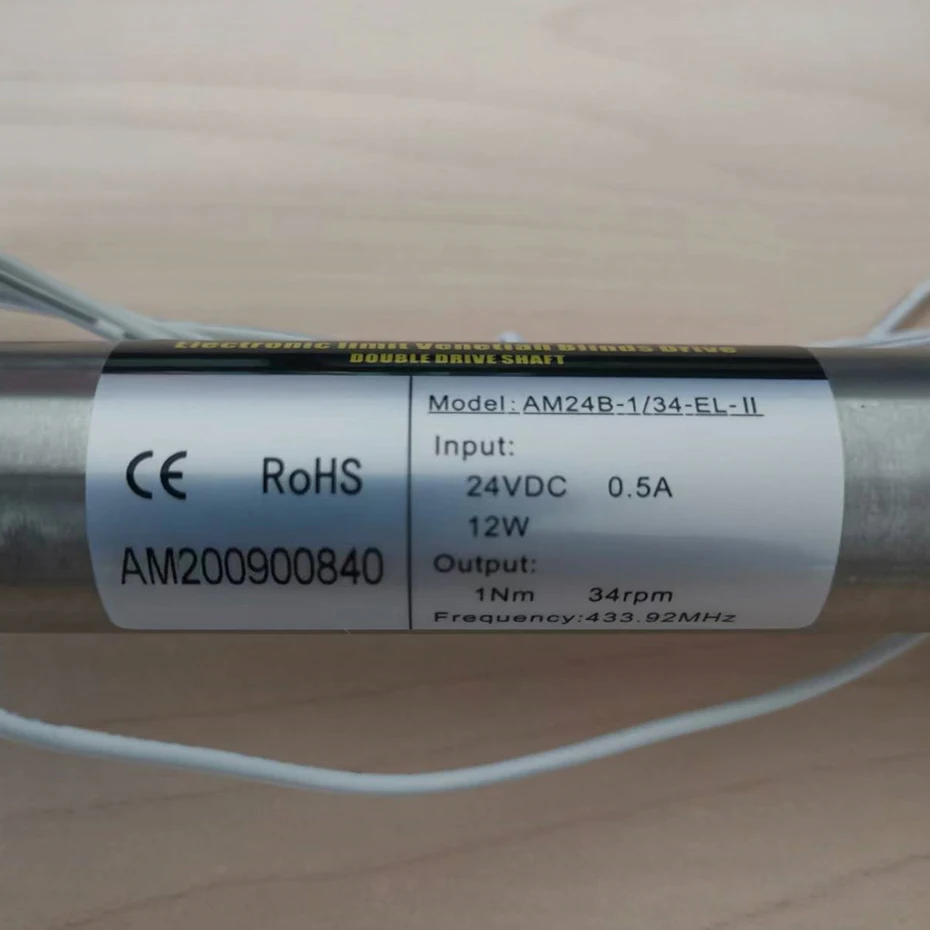 Electronic limit Venetian Blinds Drive
DOUBLE DRIVE SHAFT
CE RoHS
AM200900840
Model: AM24B-1/34-EL-II
Input:
24VDC 0.5A
12W
Output:
1Nm 34rpm
Frequency:433.92MHz